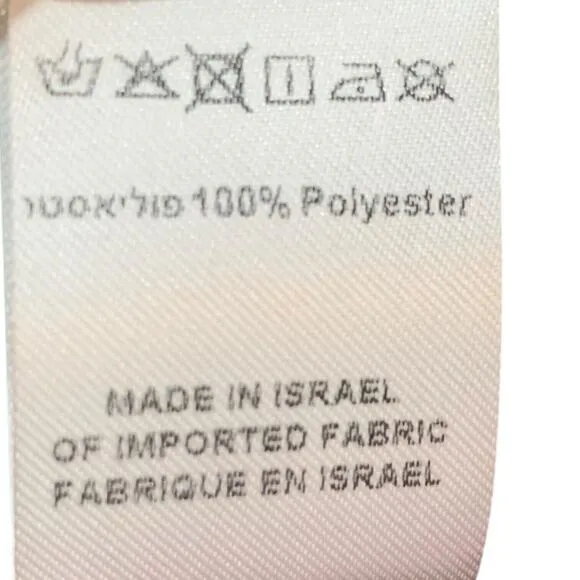 פוליאסטר 100% Polyester
MADE IN ISRAEL
OF IMPORTED FABRIC
FABRIQUE EN ISRAEL